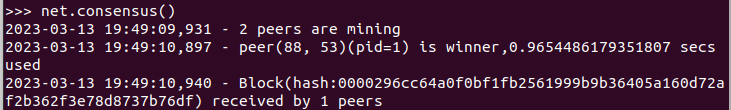 >>> net.consensus()
2023-03-13 19:49:09,931 - 2 peers are mining
2023-03-13 19:49:10,897 - peer(88, 53)(pid=1) is winner,0.9654486179351807 secs
used
2023-03-13 19:49:10,940 - Block(hash:0000296cc64a0f0bf1fb2561999b9b36405a160d72a
f2b362f3e78d8737b76df) received by 1 peers